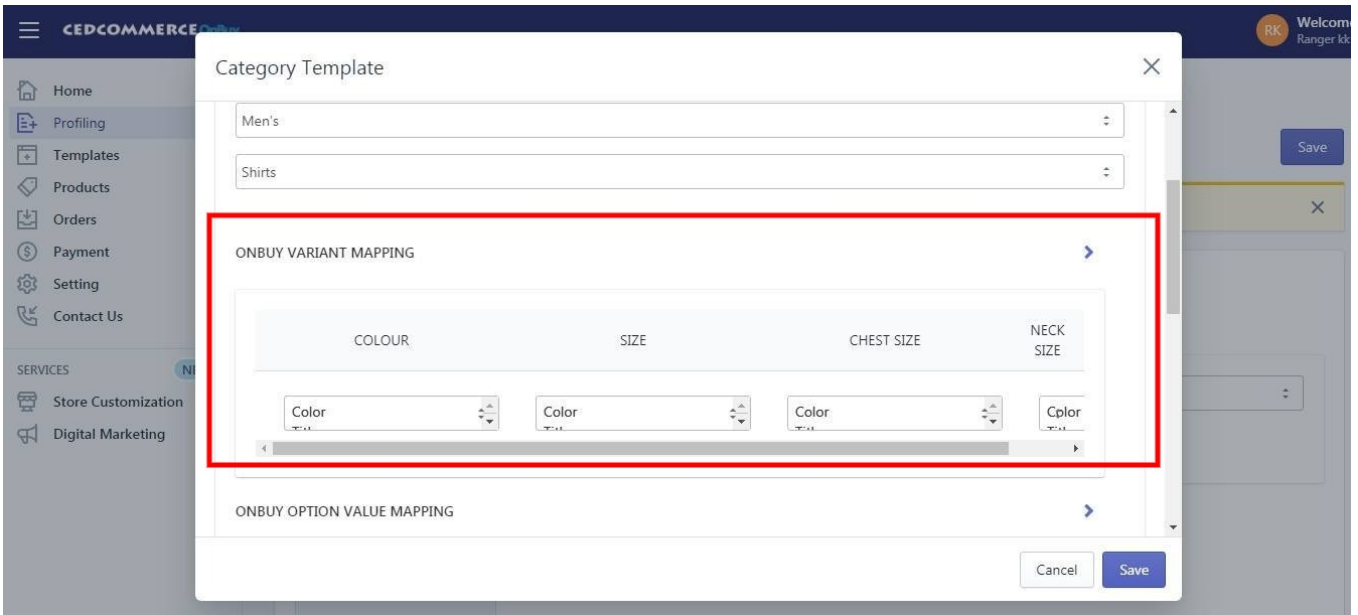 CEDCOMMERCE
Welcome
RK
Ranger kk
Category Template
Home
Profiling
Templates
Products
Orders
Payment
Setting
Contact Us
SERVICES
Store Customization
Digital Marketing
Men's
Shirts
Save
ONBUY VARIANT MAPPING
COLOUR SIZE CHEST SIZE NECK
SIZE
Color Color Color Cplor
ONBUY OPTION VALUE MAPPING
Cancel Save